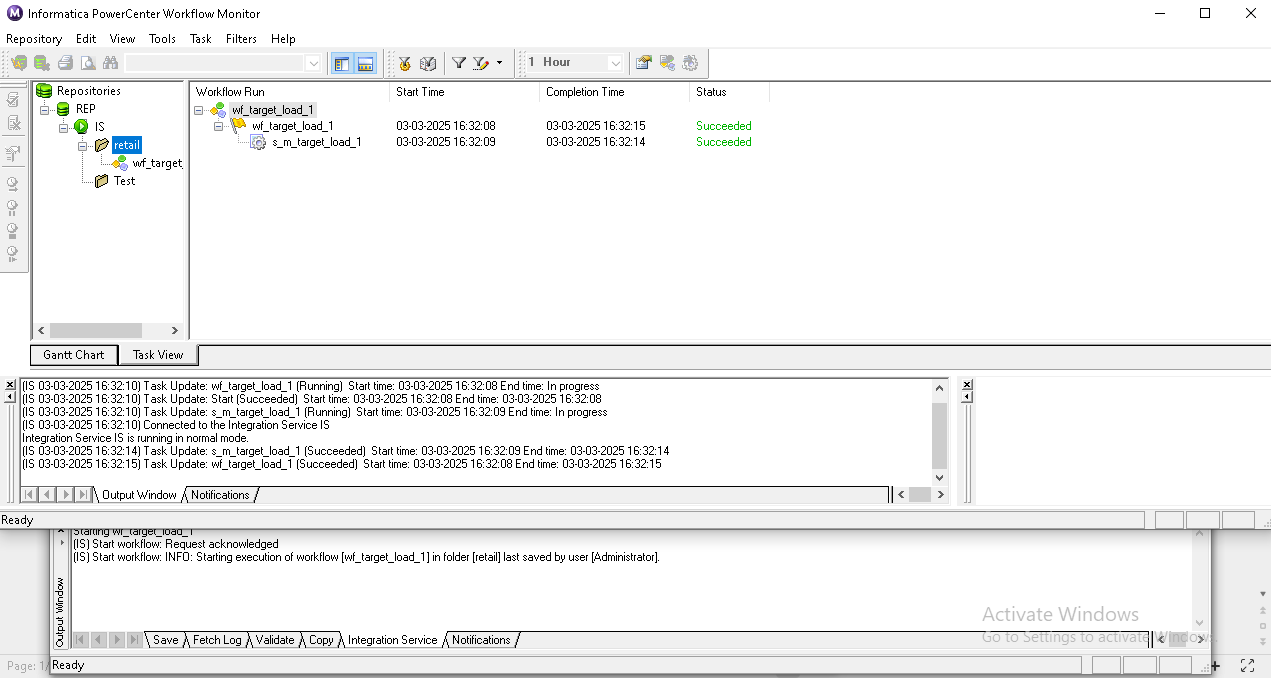 Informatica PowerCenter Workflow Monitor
Repository Edit View Tools Task Filters Help
1 Hour
Repositories
REP
IS
retail
wf_target_
Test
Workflow Run Start Time Completion Time Status
wf_target_load_1
wf_target_load_1 03-03-2025 16:32:08 03-03-2025 16:32:15 Succeeded
s_m_target_load_1 03-03-2025 16:32:09 03-03-2025 16:32:14 Succeeded
Gantt Chart Task View
(IS 03-03-2025 16:32:10) Task Update: wf_target_load_1 (Running) Start time: 03-03-2025 16:32:08 End time: In progress
(IS 03-03-2025 16:32:10) Task Update: Start (Succeeded) Start time: 03-03-2025 16:32:08 End time: 03-03-2025 16:32:08
(IS 03-03-2025 16:32:10) Task Update: s_m_target_load_1 (Running) Start time: 03-03-2025 16:32:09 End time: In progress
(IS 03-03-2025 16:32:10) Connected to the Integration Service IS
Integration Service IS is running in normal mode.
(IS 03-03-2025 16:32:14) Task Update: s_m_target_load_1 (Succeeded) Start time: 03-03-2025 16:32:09 End time: 03-03-2025 16:32:14
(IS 03-03-2025 16:32:15) Task Update: wf_target_load_1 (Succeeded) Start time: 03-03-2025 16:32:08 End time: 03-03-2025 16:32:15
Output Window Notifications
Ready
Starting wf_target_load_1
(IS) Start workflow: Request acknowledged
(IS) Start workflow: INFO: Starting execution of workflow [wf_target_load_1] in folder [retail] last saved by user [Administrator].
Output Window
Activate Windows
Go to Settings to activate Windows.
Save Fetch Log Validate Copy Integration Service Notifications
Page: 1/
Ready